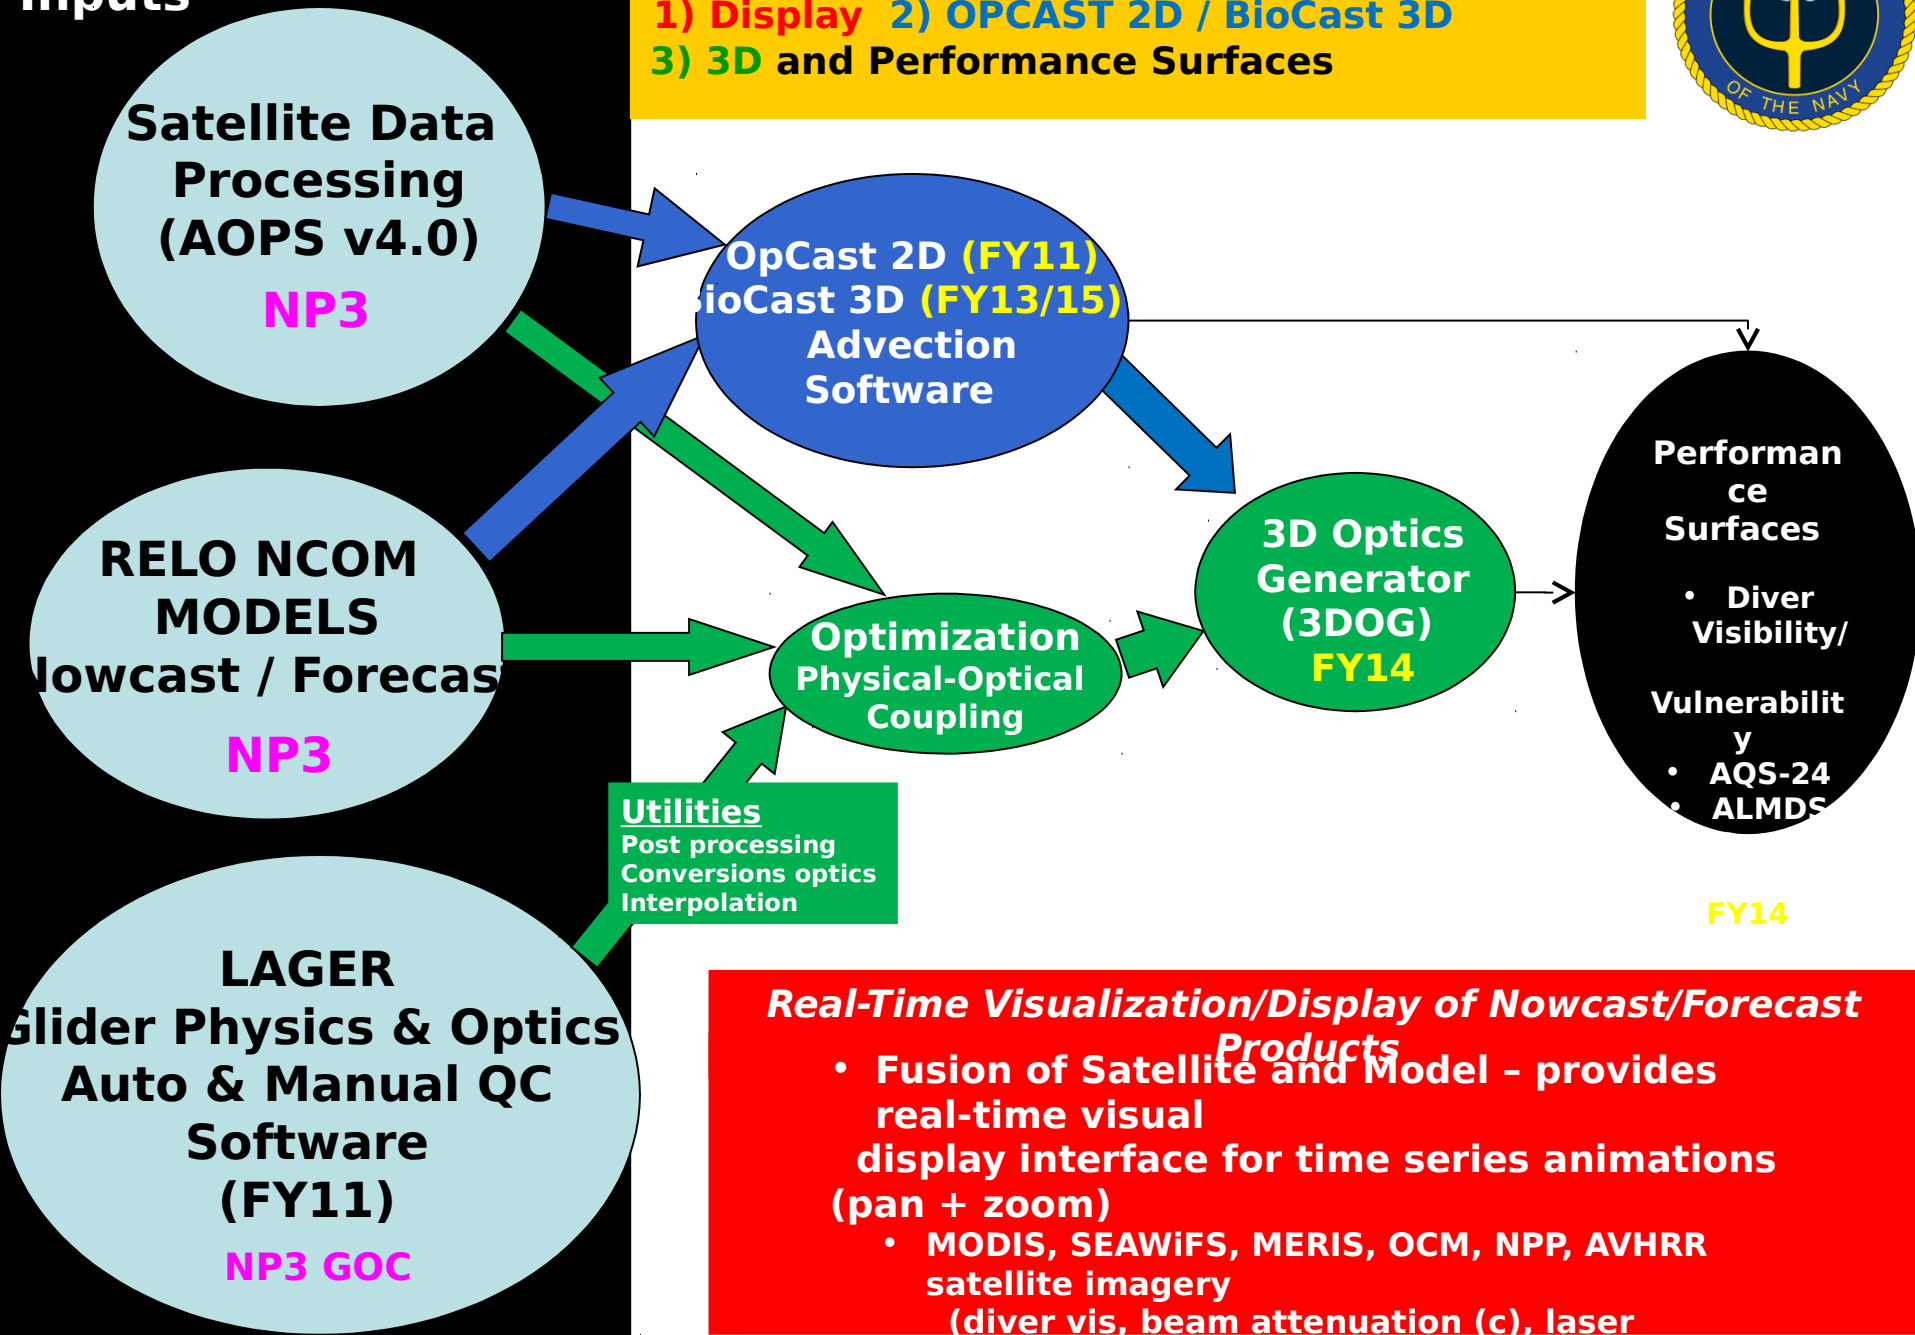 Inputs
1) Display 2) OPCAST 2D / BioCast 3D
3) 3D and Performance Surfaces
OF THE NAVY
Satellite Data
Processing
(AOPS v4.0)
NP3
OpCast 2D (FY11)
BioCast 3D (FY13/15)
Advection
Software
RELO NCOM
MODELS
Nowcast / Forecast
NP3
Optimization
Physical-Optical
Coupling
3D Optics
Generator
(3DOG)
FY14
Performan
ce
Surfaces
• Diver
Visibility/
Vulnerabilit
y
• AQS-24
• ALMDS
FY14
Utilities
Post processing
Conversions optics
Interpolation
LAGER
Glider Physics & Optics
Auto & Manual QC
Software
(FY11)
NP3 GOC
Real-Time Visualization/Display of Nowcast/Forecast
Products
• Fusion of Satellite and Model – provides
real-time visual
display interface for time series animations
(pan + zoom)
• MODIS, SEAWiFS, MERIS, OCM, NPP, AVHRR
satellite imagery
(diver vis, beam attenuation (c), laser